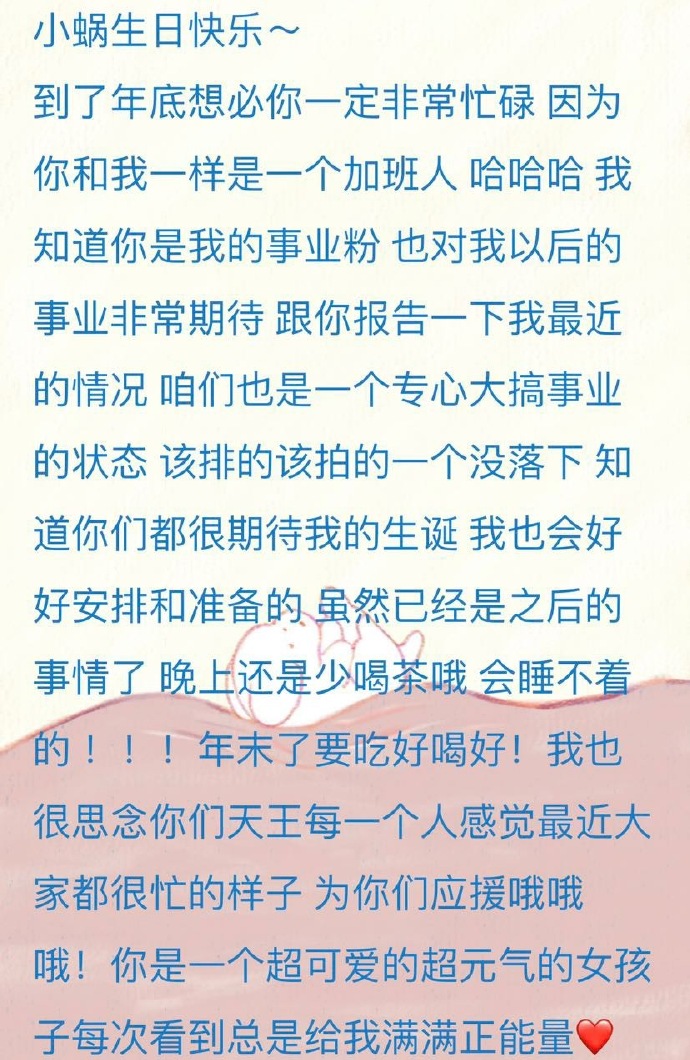 小蜗生日快乐～
到了年底想必你一定非常忙碌 因为
你和我一样是一个加班人 哈哈哈 我
知道你是我的事业粉 也对我以后的
事业非常期待 跟你报告一下我最近
的情况 咱们也是一个专心大搞事业
的状态 该排的该拍的一个没落下 知
道你们都很期待我的生诞 我也会好
好安排和准备的 虽然已经是之后的
事情了 晚上还是少喝茶哦 会睡不着
的！！！年末了要吃好喝好！我也
很思念你们天王每一个人感觉最近大
家都很忙的样子 为你们应援哦哦
哦！你是一个超可爱的超元气的女孩
子每次看到总是给我满满正能量❤️